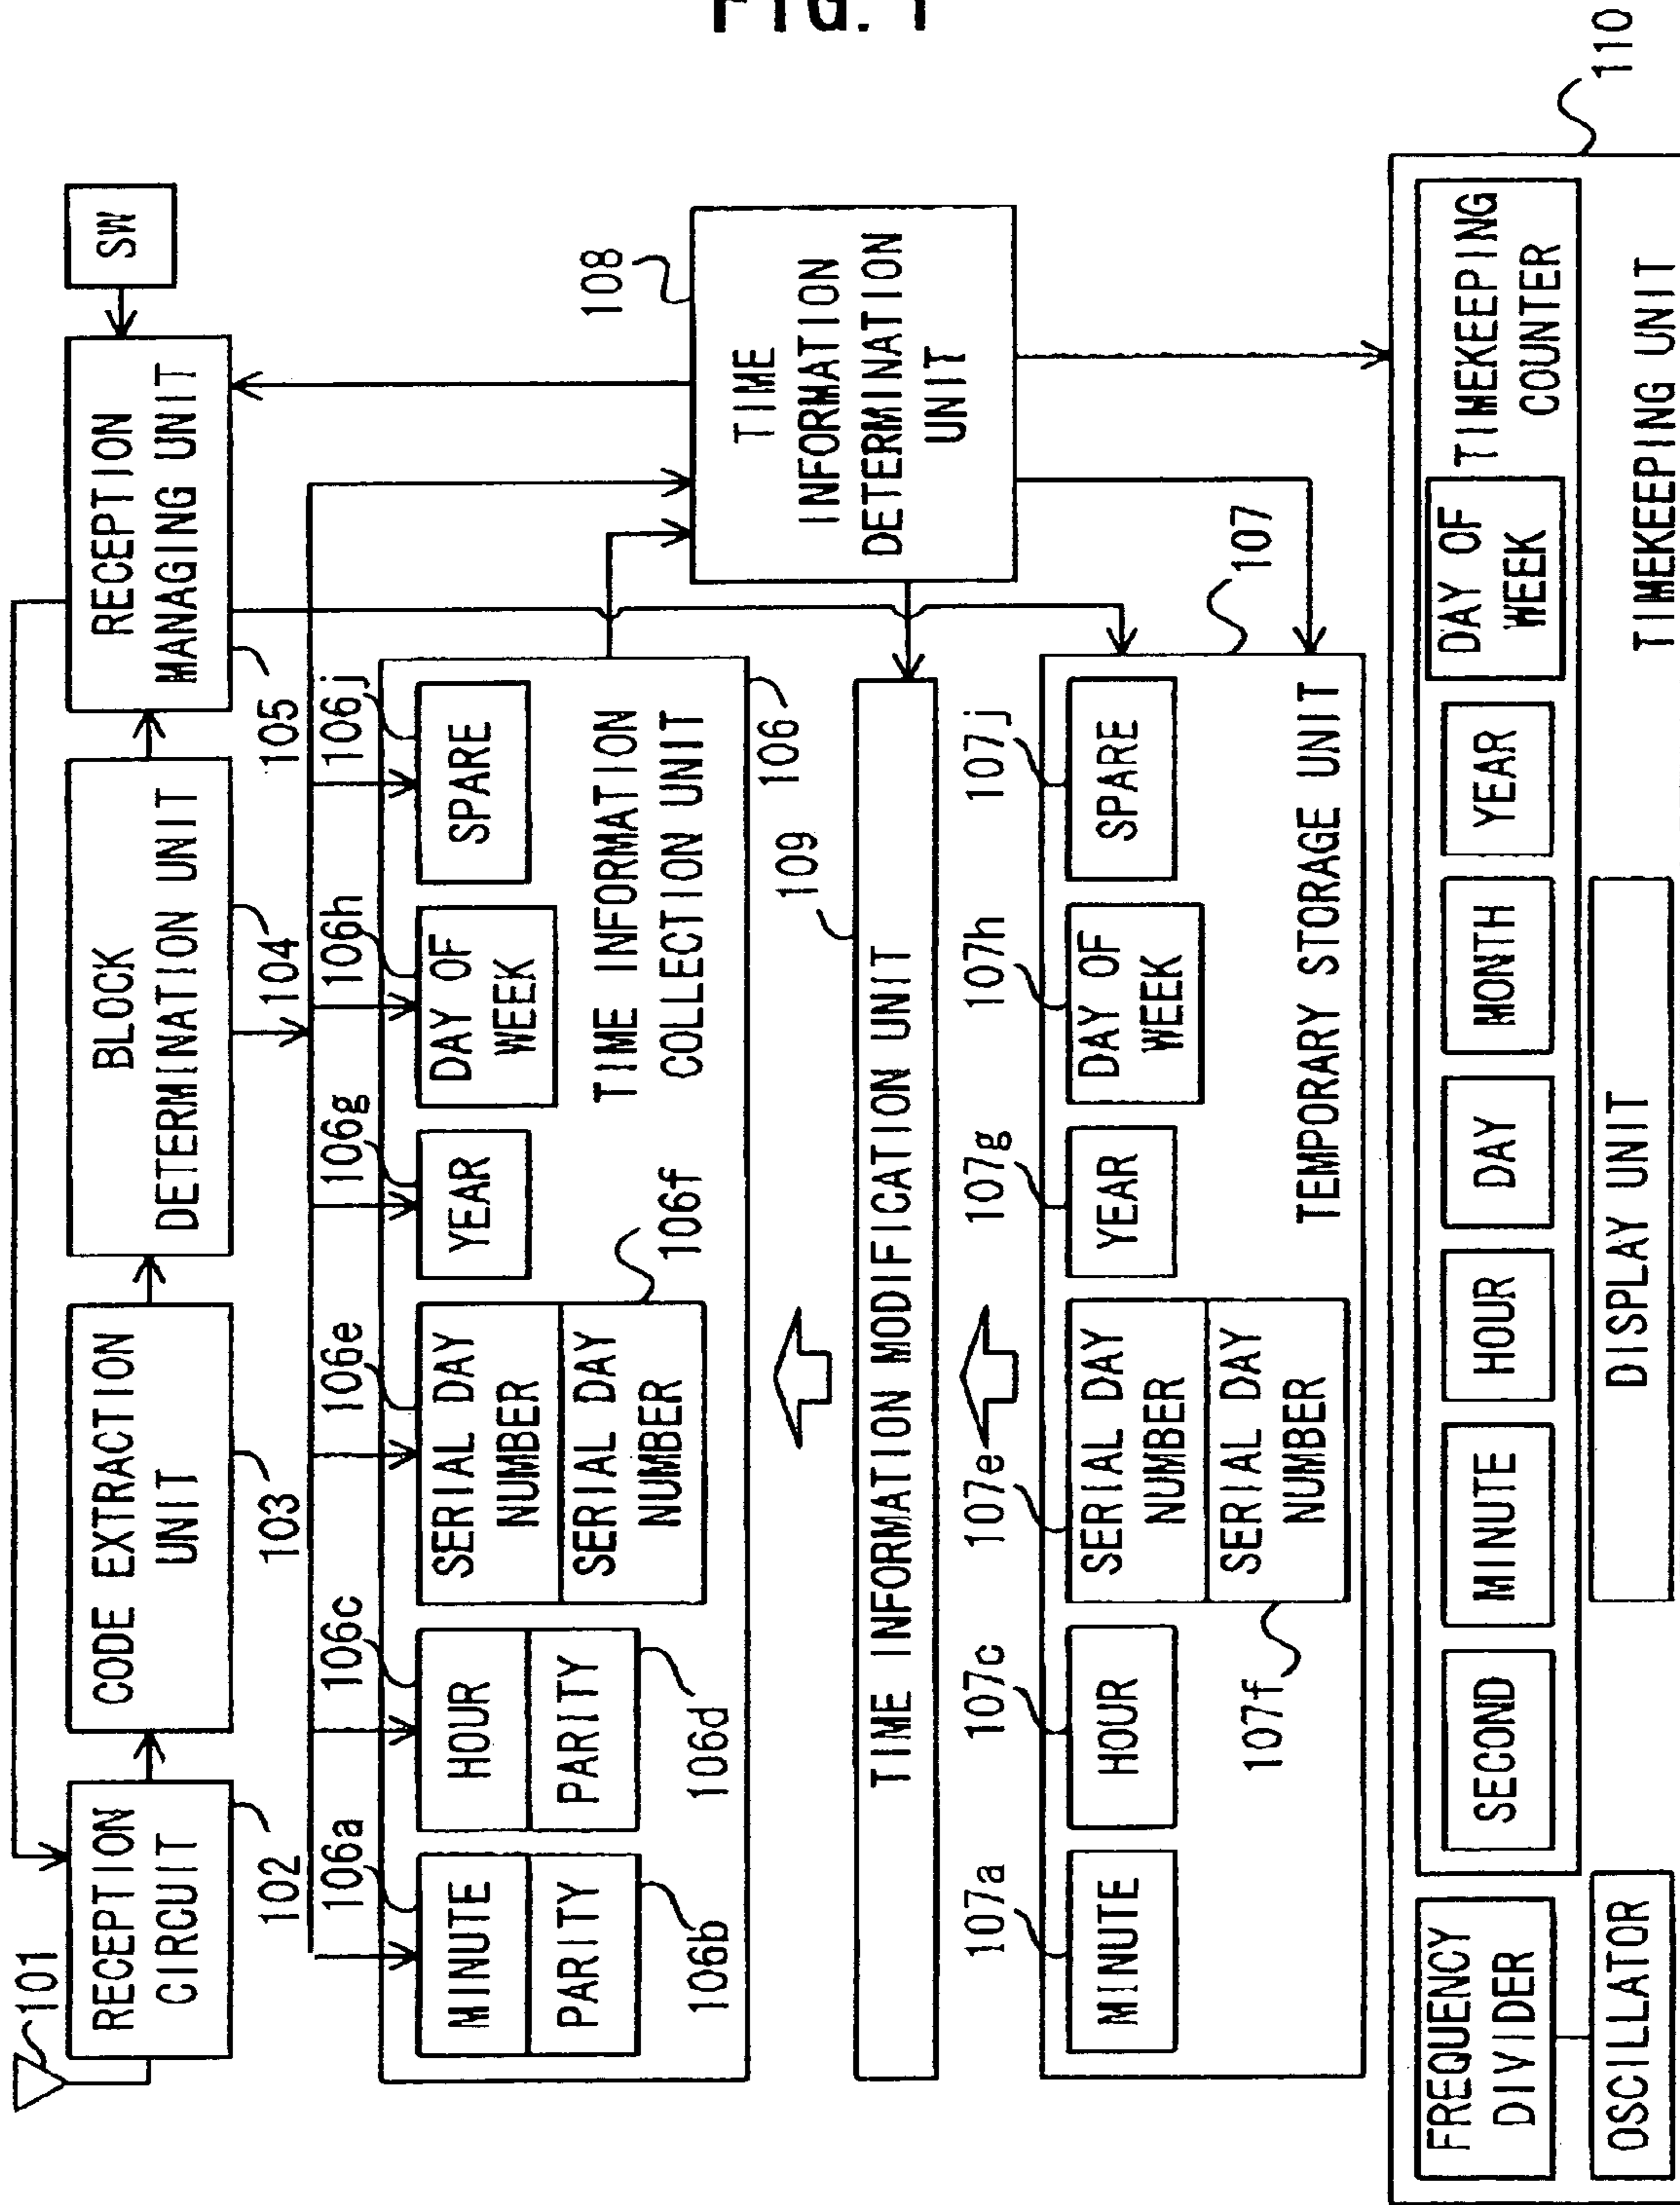 FIG. 1
101
RECEPTION
CIRCUIT
102
CODE EXTRACTION
UNIT
103
BLOCK
DETERMINATION UNIT
104
RECEPTION
MANAGING UNIT
105
SW
106a
MINUTE
PARITY
106b
106c
HOUR
PARITY
106d
106e
SERIAL DAY
NUMBER
SERIAL DAY
NUMBER
106f
106g
YEAR
106h
DAY OF
WEEK
106j
SPARE
TIME INFORMATION
COLLECTION UNIT
106
108
TIME
INFORMATION
DETERMINATION
UNIT
109
TIME INFORMATION MODIFICATION UNIT
107a
MINUTE
107c
HOUR
107e
SERIAL DAY
NUMBER
SERIAL DAY
NUMBER
107f
107g
YEAR
107h
DAY OF
WEEK
107j
SPARE
TEMPORARY STORAGE UNIT
107
FREQUENCY
DIVIDER
OSCILLATOR
SECOND
MINUTE
HOUR
DAY
MONTH
YEAR
DAY OF
WEEK
TIMEKEEPING
COUNTER
DISPLAY UNIT
TIMEKEEPING UNIT
110